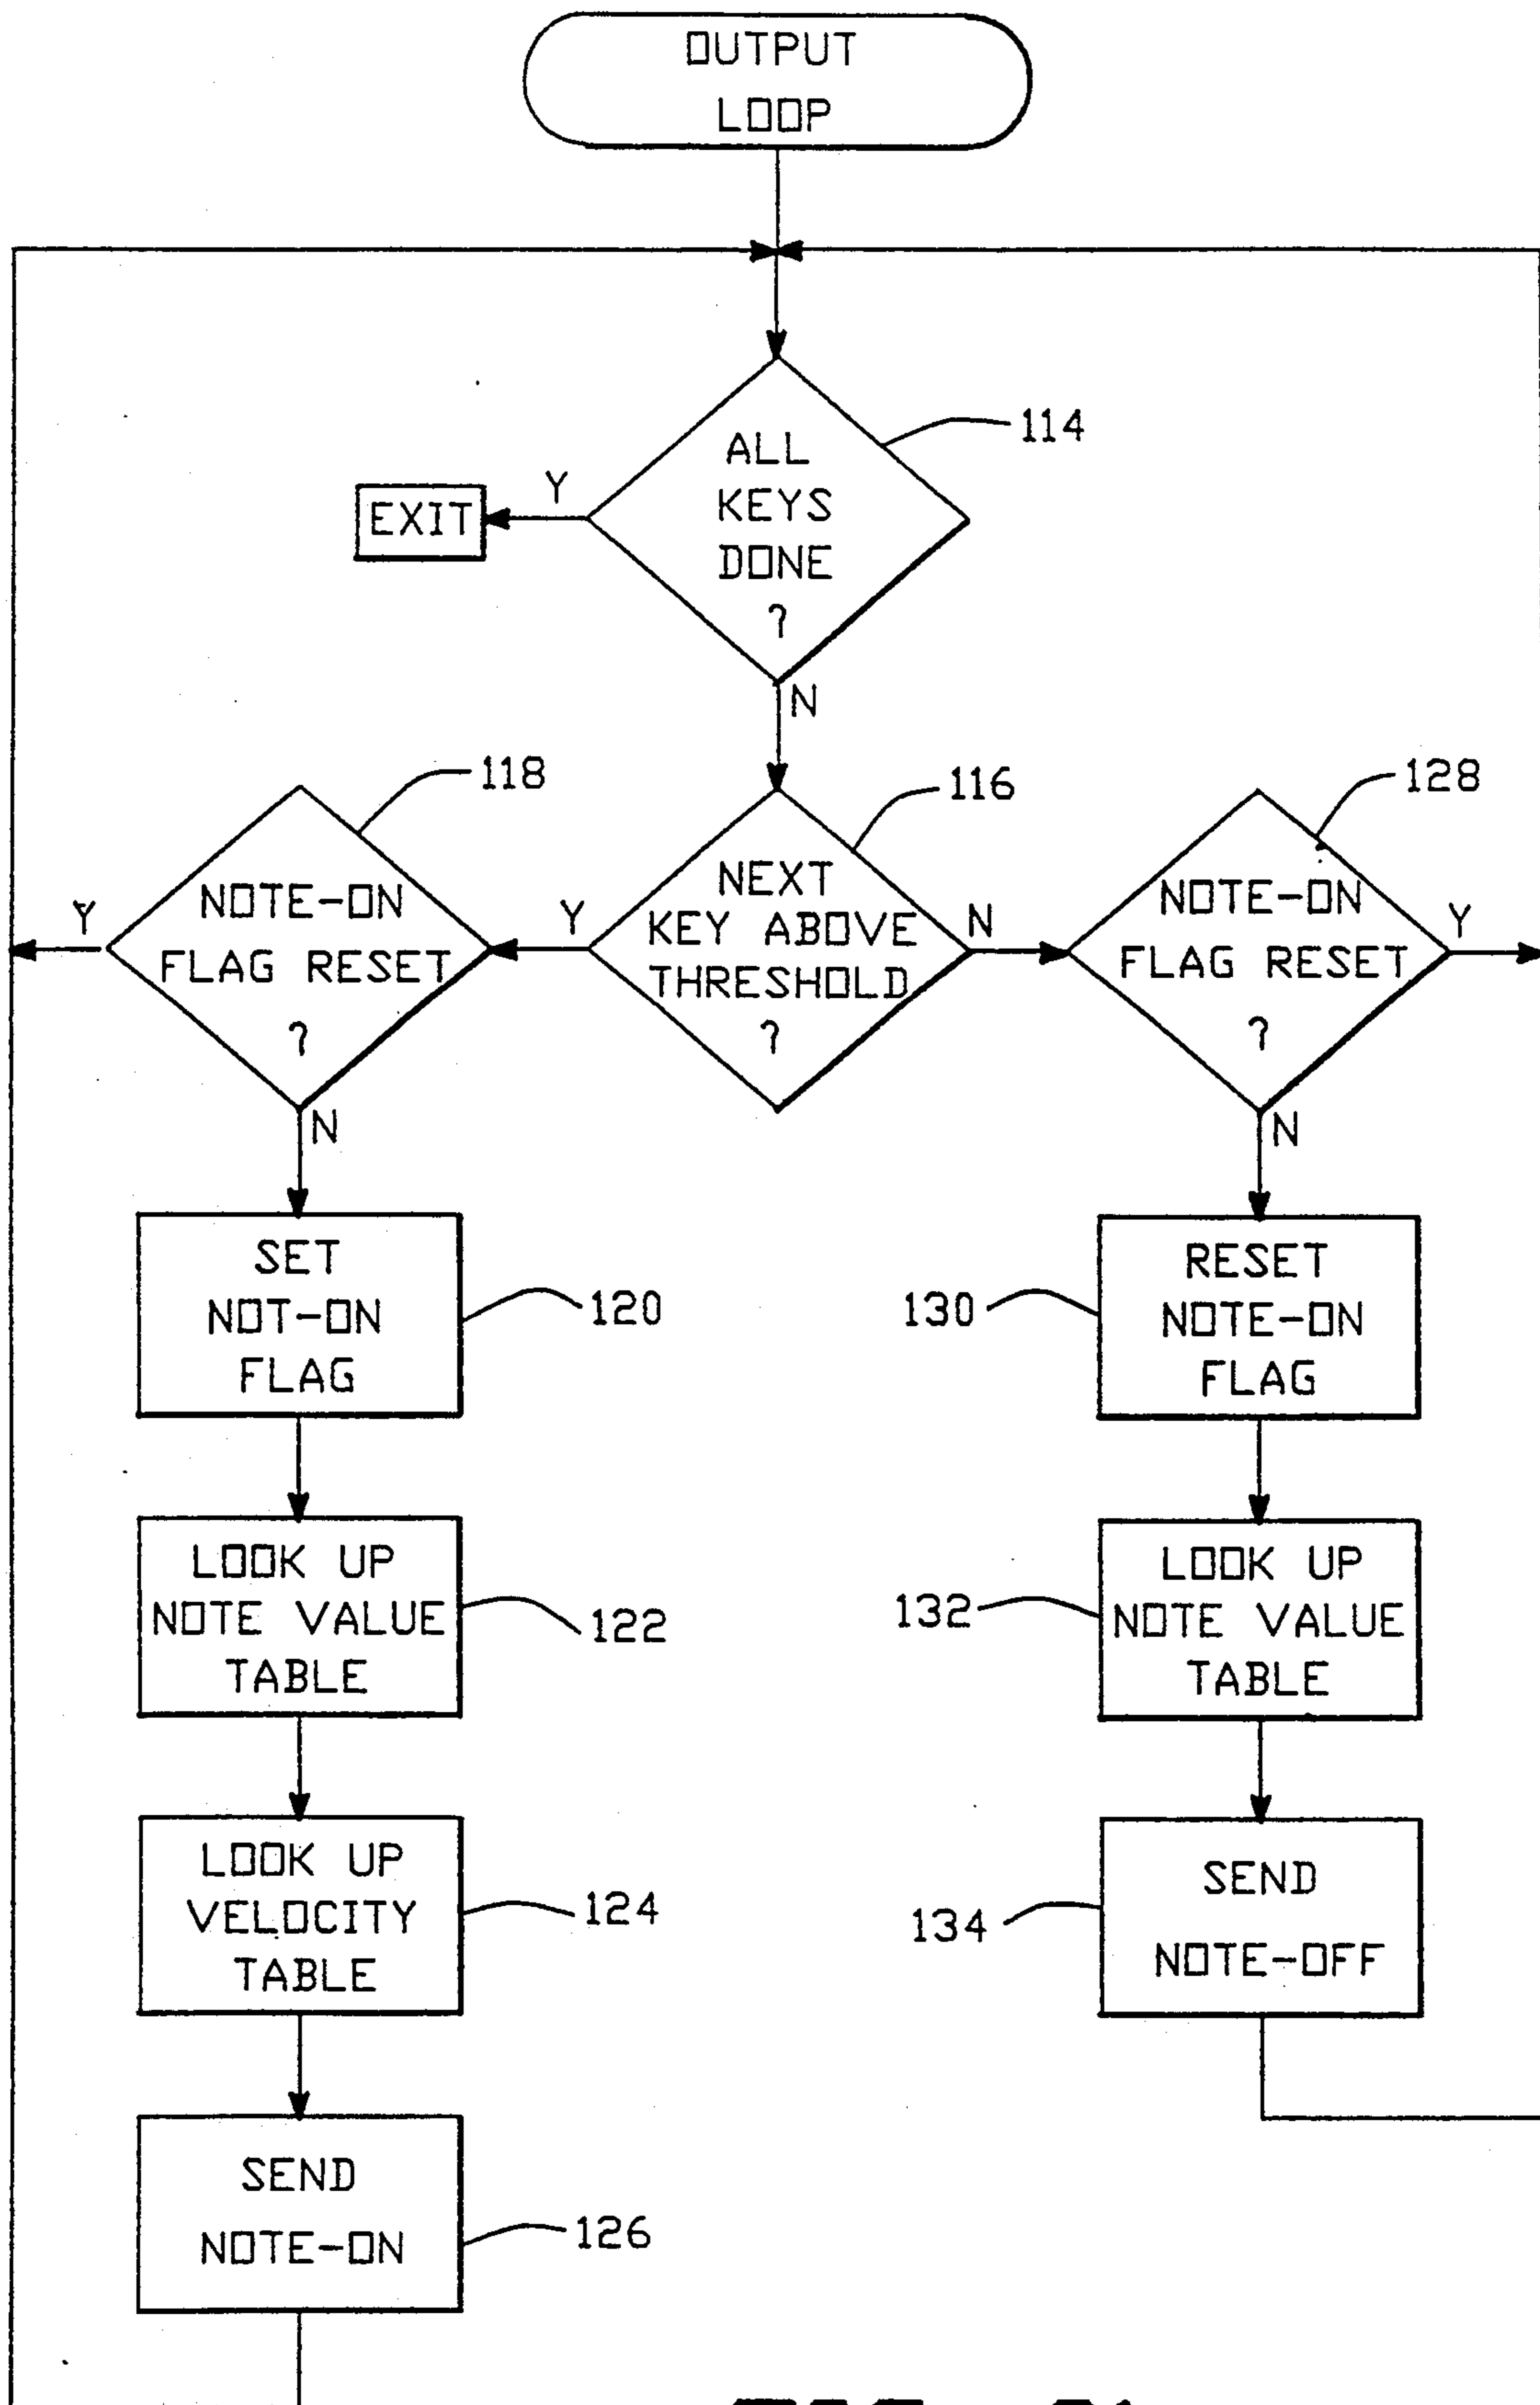 OUTPUT
LOOP
114
ALL
KEYS
DONE
?
Y
EXIT
N
118
116
128
NOTE-ON
FLAG RESET
?
Y
NEXT
KEY ABOVE
THRESHOLD
?
Y
N
NOTE-ON
FLAG RESET
?
Y
N
N
SET
NOT-ON
FLAG
120
RESET
NOTE-ON
FLAG
130
LOOK UP
NOTE VALUE
TABLE
122
LOOK UP
NOTE VALUE
TABLE
132
LOOK UP
VELOCITY
TABLE
124
SEND
NOTE-OFF
134
SEND
NOTE-ON
126